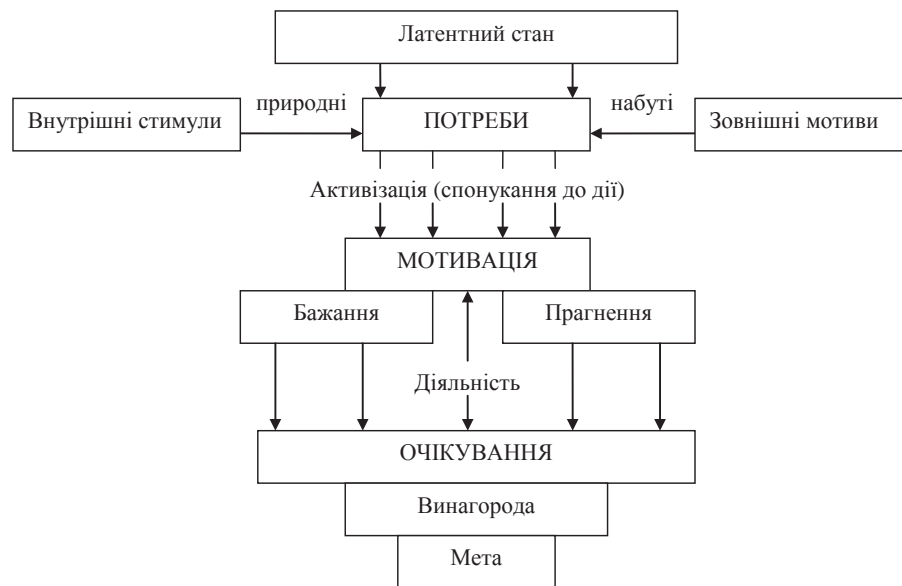 Латентний стан
природні
набуті
Внутрішні стимули
ПОТРЕБИ
Зовнішні мотиви
Активізація (спонукання до дії)
МОТИВАЦІЯ
Бажання
Прагнення
Діяльність
ОЧІКУВАННЯ
Винагорода
Мета